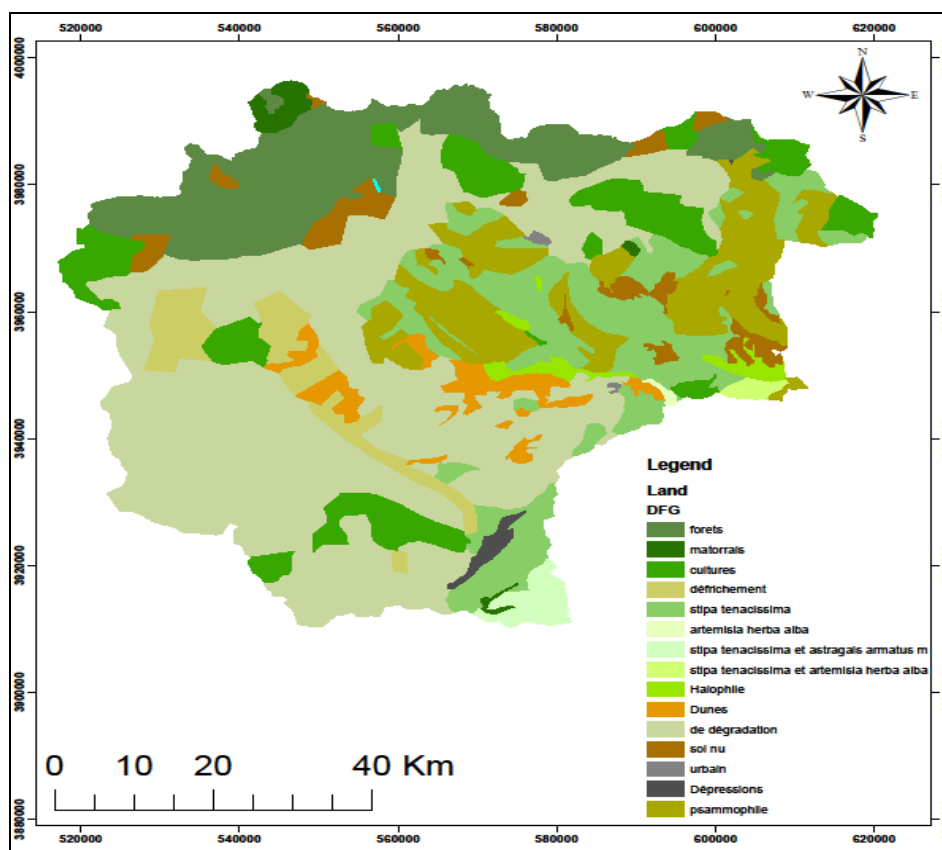 520000 540000 560000 580000 600000 620000
4000000
3980000
3960000
3940000
3920000
3900000
3880000
N
W E
S
Legend
Land
DFG
forets
matorrals
cultures
défrichement
stipa tenacissima
artemisia herba alba
stipa tenacissima et astragals armatus m
stipa tenacissima et artemisia herba alba
Halophile
Dunes
de dégradation
sol nu
urbain
Dépressions
psammophile
0 10 20 40 Km
520000 540000 560000 580000 600000 620000